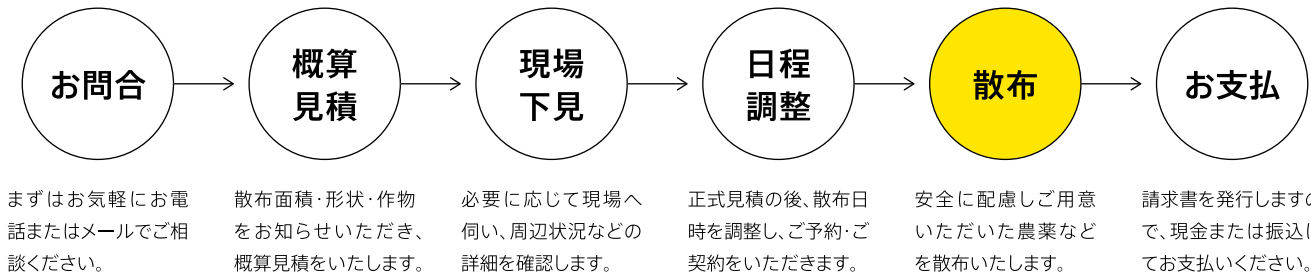 お問合
概算
見積
現場
下見
日程
調整
散布
お支払
まずはお気軽にお電
話またはメールでご相
談ください。
散布面積・形状・作物
をお知らせいただき、
概算見積をいたします。
必要に応じて現場へ
伺い、周辺状況などの
詳細を確認します。
正式見積の後、散布日
時を調整し、ご予約・ご
契約をいただきます。
安全に配慮しご用意
いただいた農薬など
を散布いたします。
請求書を発行しますの
で、現金または振込に
てお支払いください。